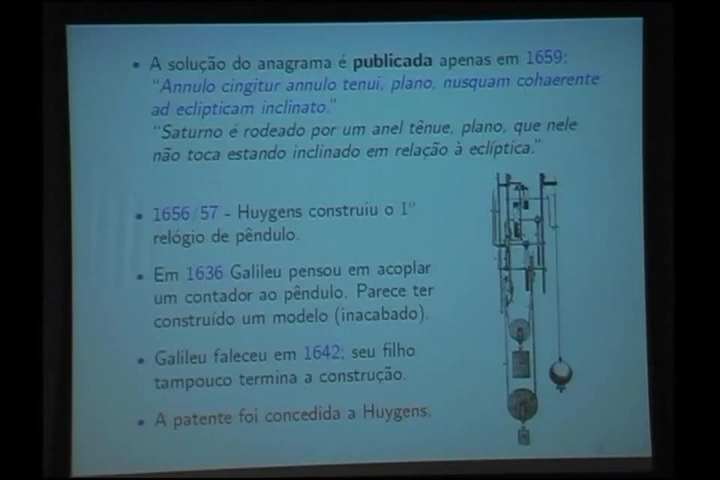 • A solução do anagrama é publicada apenas em 1659:
"Annulo cingitur annulo tenui, plano, nusquam cohaerente
ad eclipticam inclinato."
"Saturno é rodeado por um anel tênue, plano, que nele
não toca estando inclinado em relação à eclíptica."
• 1656/57 - Huygens construiu o 1º
relógio de pêndulo.
• Em 1636 Galileu pensou em acoplar
um contador ao pêndulo. Parece ter
construído um modelo (inacabado).
• Galileu faleceu em 1642; seu filho
tampouco termina a construção.
• A patente foi concedida a Huygens.